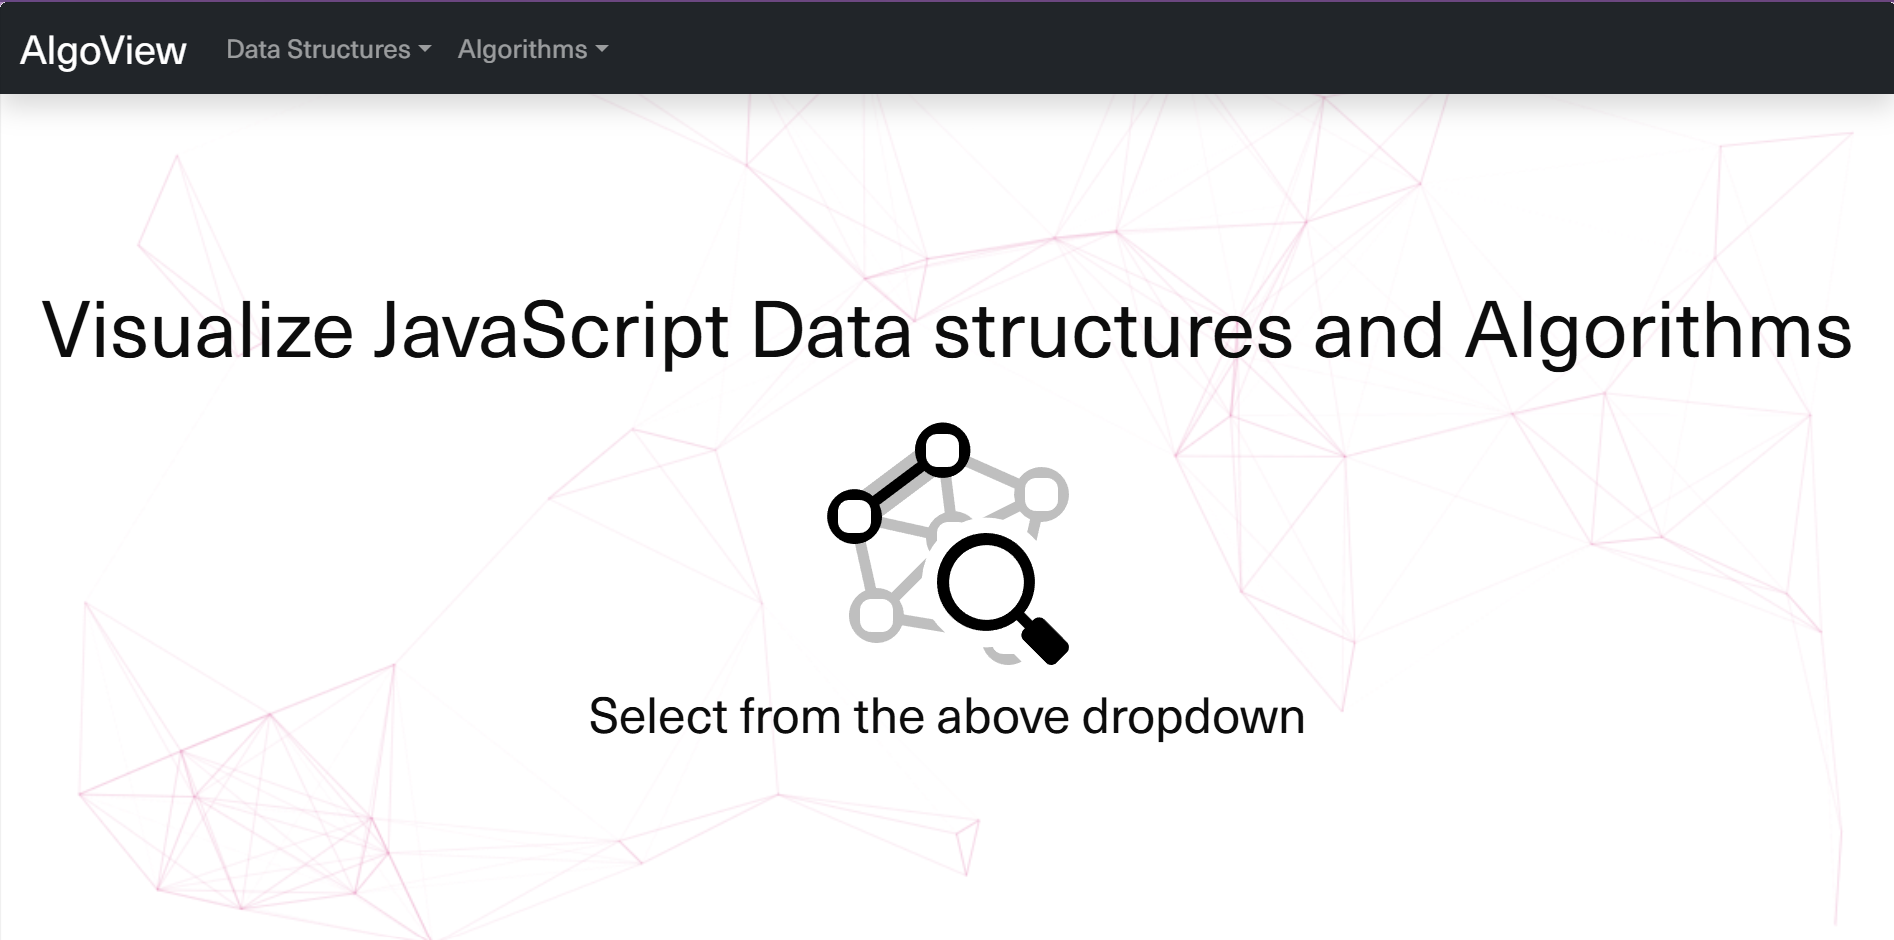 AlgoView Data Structures Algorithms
Visualize JavaScript Data structures and Algorithms
Select from the above dropdown